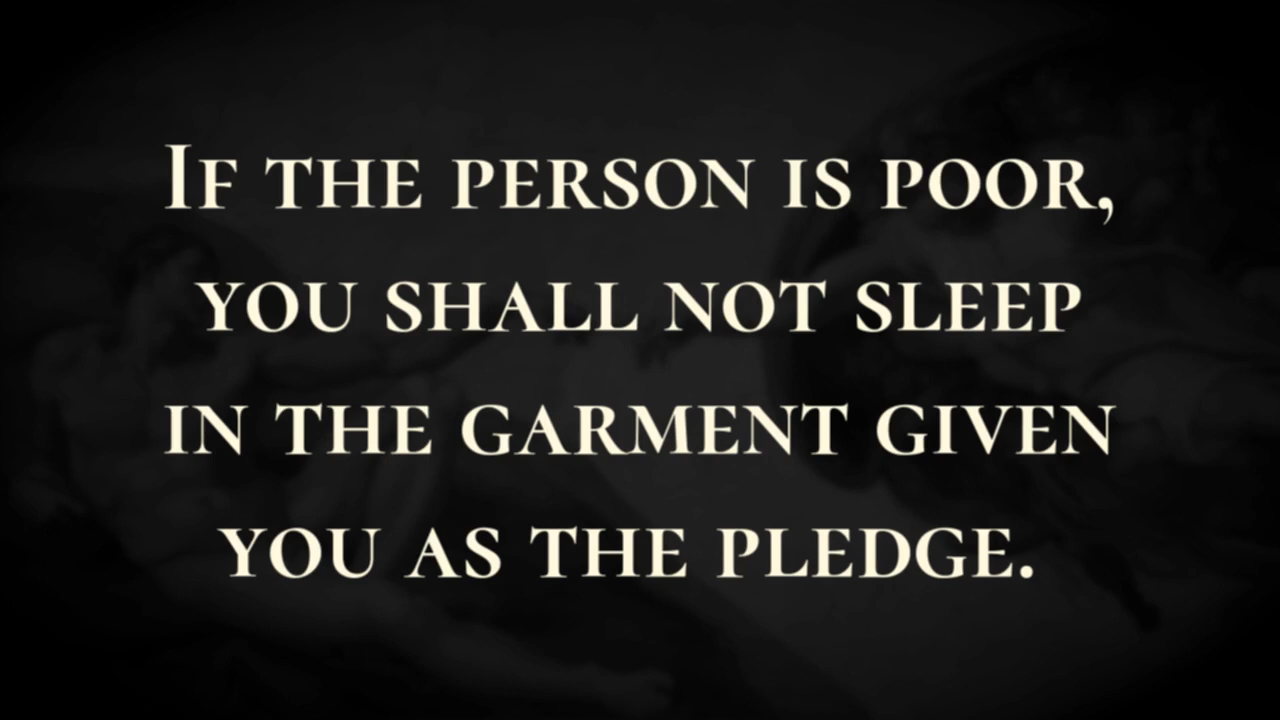 If the person is poor,
you shall not sleep
in the garment given
you as the pledge.